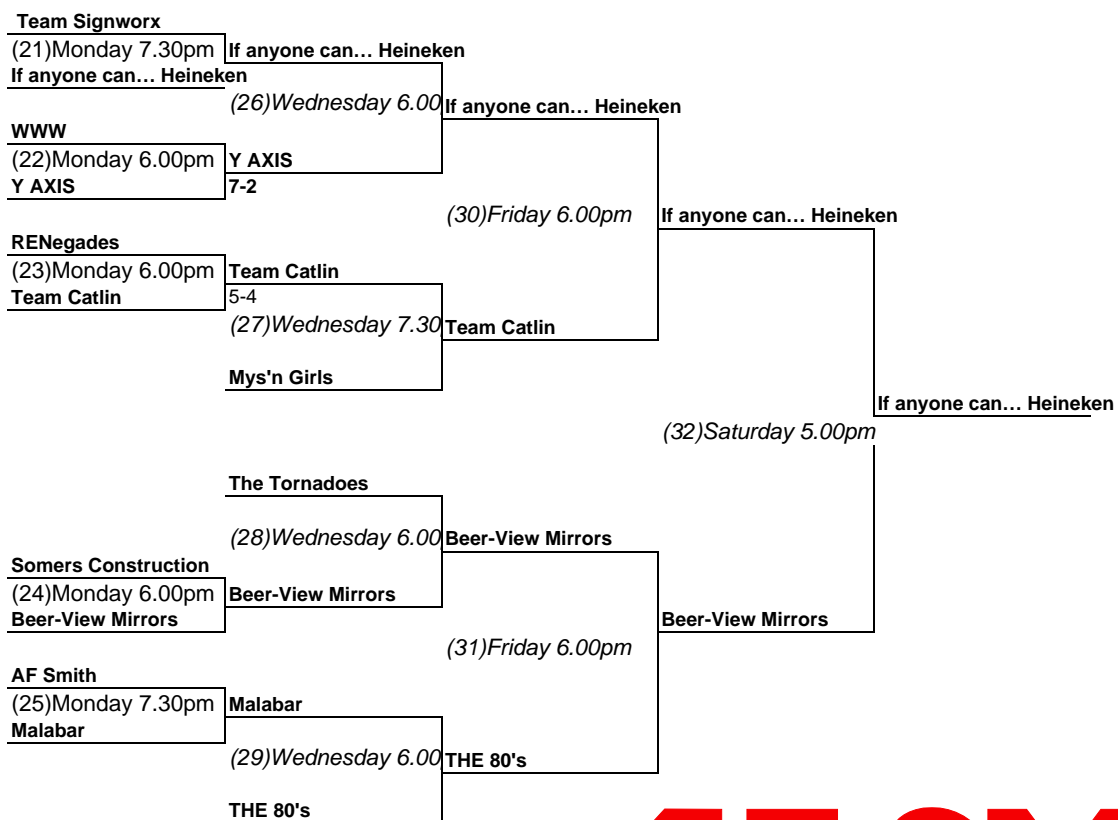 Team Signworx
(21)Monday 7.30pm
If anyone can… Heineken
If anyone can… Heineken
(26)Wednesday 6.00
If anyone can… Heineken
WWW
(22)Monday 6.00pm
Y AXIS
Y AXIS
7-2
(30)Friday 6.00pm
If anyone can… Heineken
RENegades
(23)Monday 6.00pm
Team Catlin
Team Catlin
5-4
(27)Wednesday 7.30
Team Catlin
Mys'n Girls
If anyone can… Heineken
(32)Saturday 5.00pm
The Tornadoes
(28)Wednesday 6.00
Beer-View Mirrors
Somers Construction
(24)Monday 6.00pm
Beer-View Mirrors
Beer-View Mirrors
Beer-View Mirrors
(31)Friday 6.00pm
AF Smith
(25)Monday 7.30pm
Malabar
Malabar
(29)Wednesday 6.00
THE 80's
THE 80's